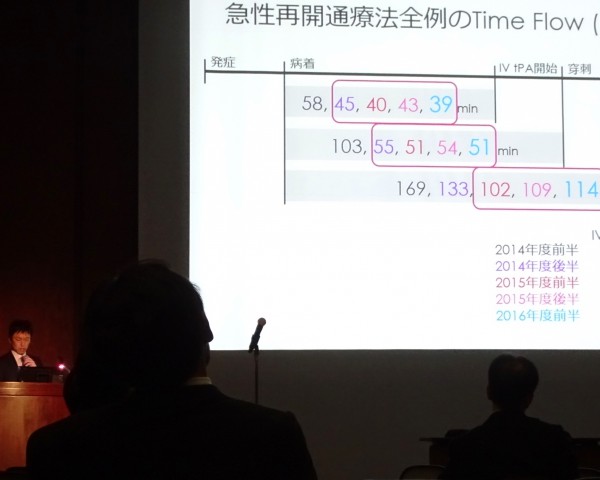 急性再開通療法全例のTime Flow (
発症 病着 IV tPA開始 穿刺
58, 45, 40, 43, 39 min
103, 55, 51, 54, 51 min
169, 133, 102, 109, 114
IV
2014年度前半
2014年度後半
2015年度前半
2015年度後半
2016年度前半